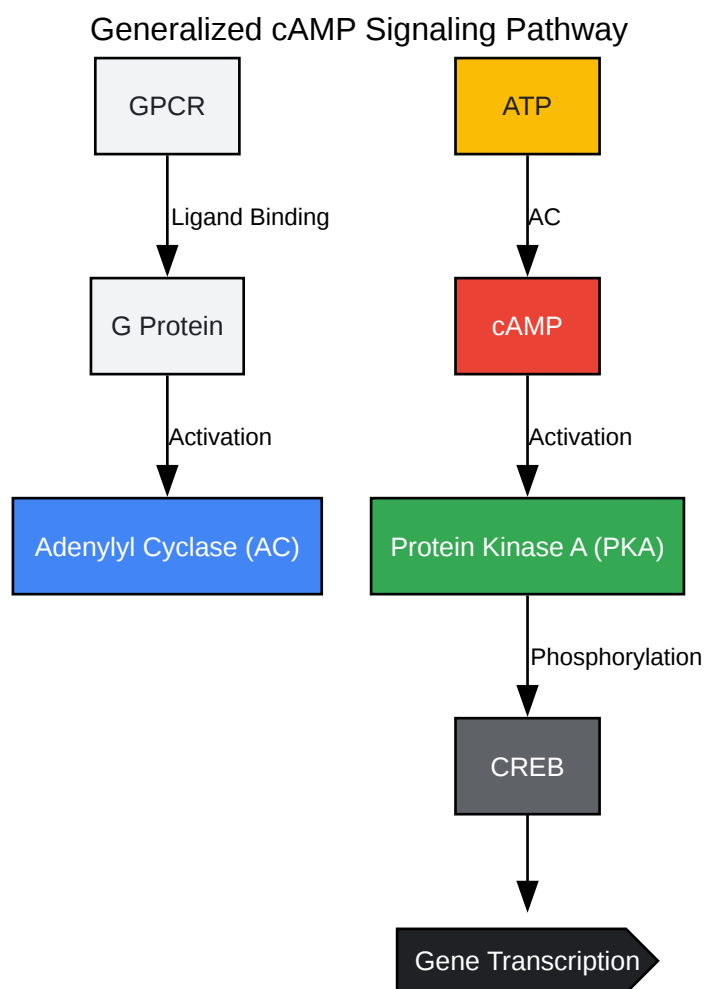 Generalized cAMP Signaling Pathway
GPCR
ATP
Ligand Binding
AC
G Protein
cAMP
Activation
Activation
Adenylyl Cyclase (AC)
Protein Kinase A (PKA)
Phosphorylation
CREB
Gene Transcription